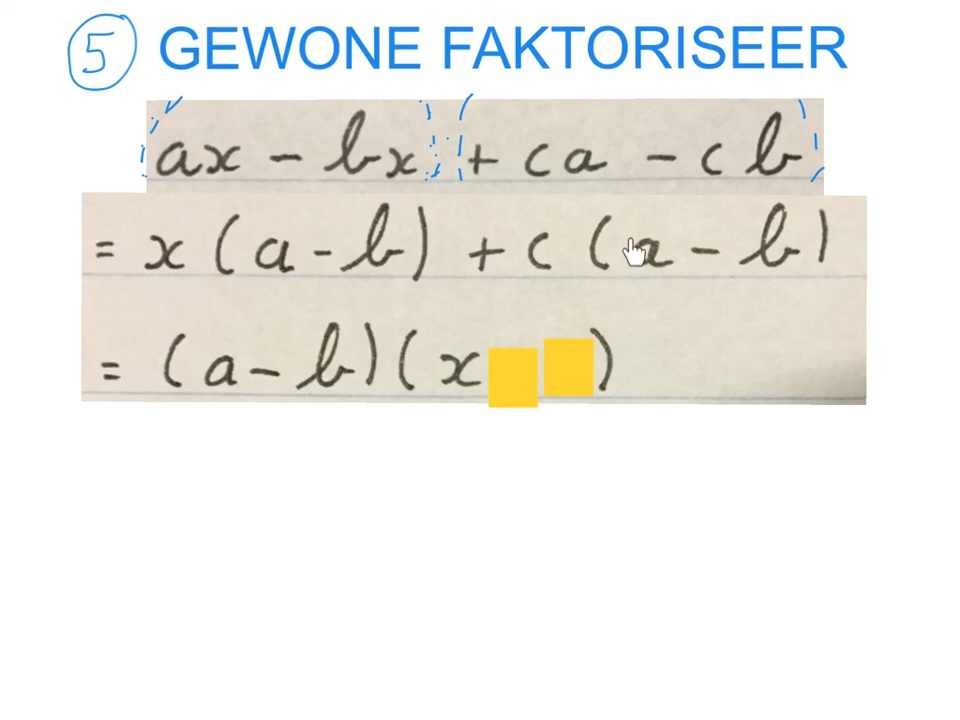 5 GEWONE FAKTORISEER
ax - bx + ca - cb
= x(a-b) + c(a-b)
= (a-b)(x )